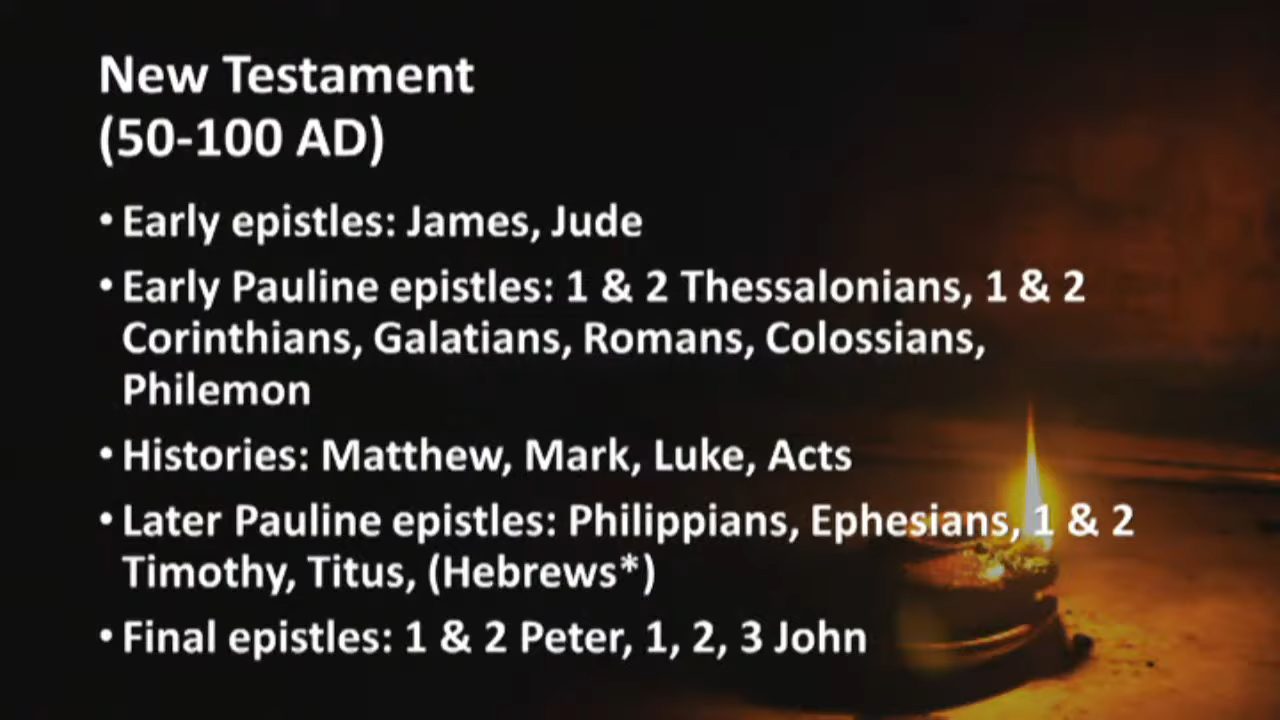 New Testament
(50-100 AD)
• Early epistles: James, Jude
• Early Pauline epistles: 1 & 2 Thessalonians, 1 & 2
Corinthians, Galatians, Romans, Colossians,
Philemon
• Histories: Matthew, Mark, Luke, Acts
• Later Pauline epistles: Philippians, Ephesians, 1 & 2
Timothy, Titus, (Hebrews*)
• Final epistles: 1 & 2 Peter, 1, 2, 3 John